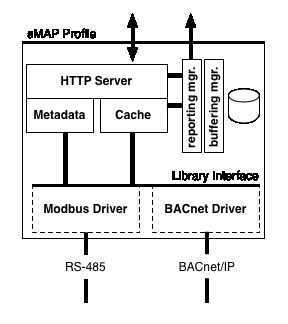 sMAP Profile
HTTP Server
Metadata
Cache
reporting mgr.
buffering mgr.
Library Interface
Modbus Driver
BACnet Driver
RS-485
BACnet/IP